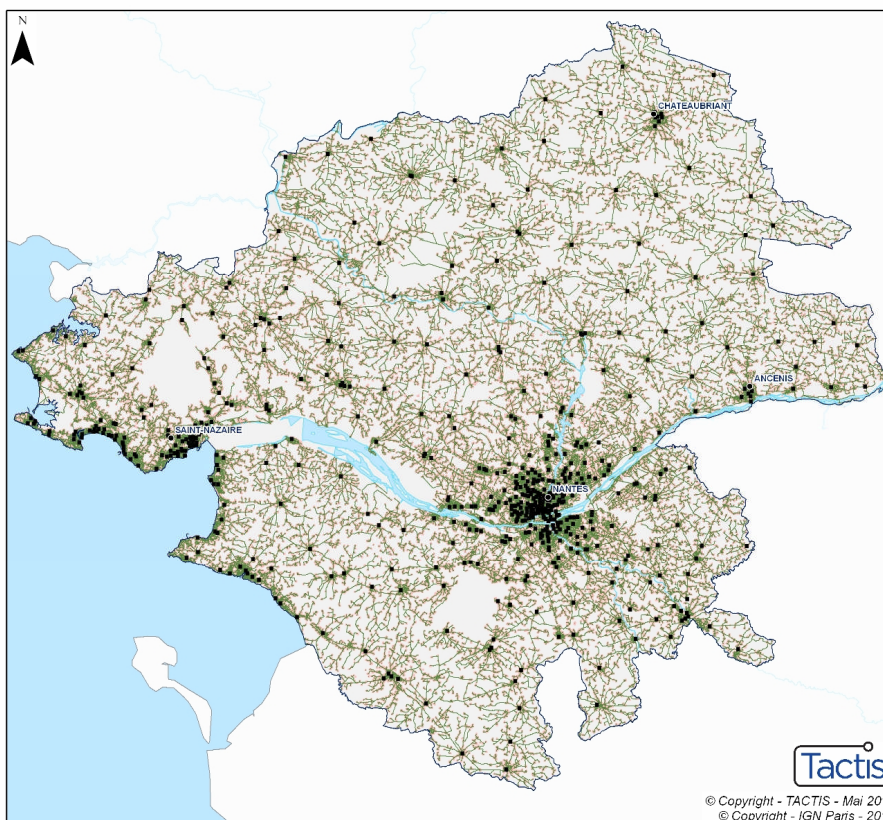 N
CHATEAUBRIANT
ANCENIS
SAINT-NAZAIRE
NANTES
Tactis
© Copyright - TACTIS - Mai 20
© Copyright - IGN Paris - 20